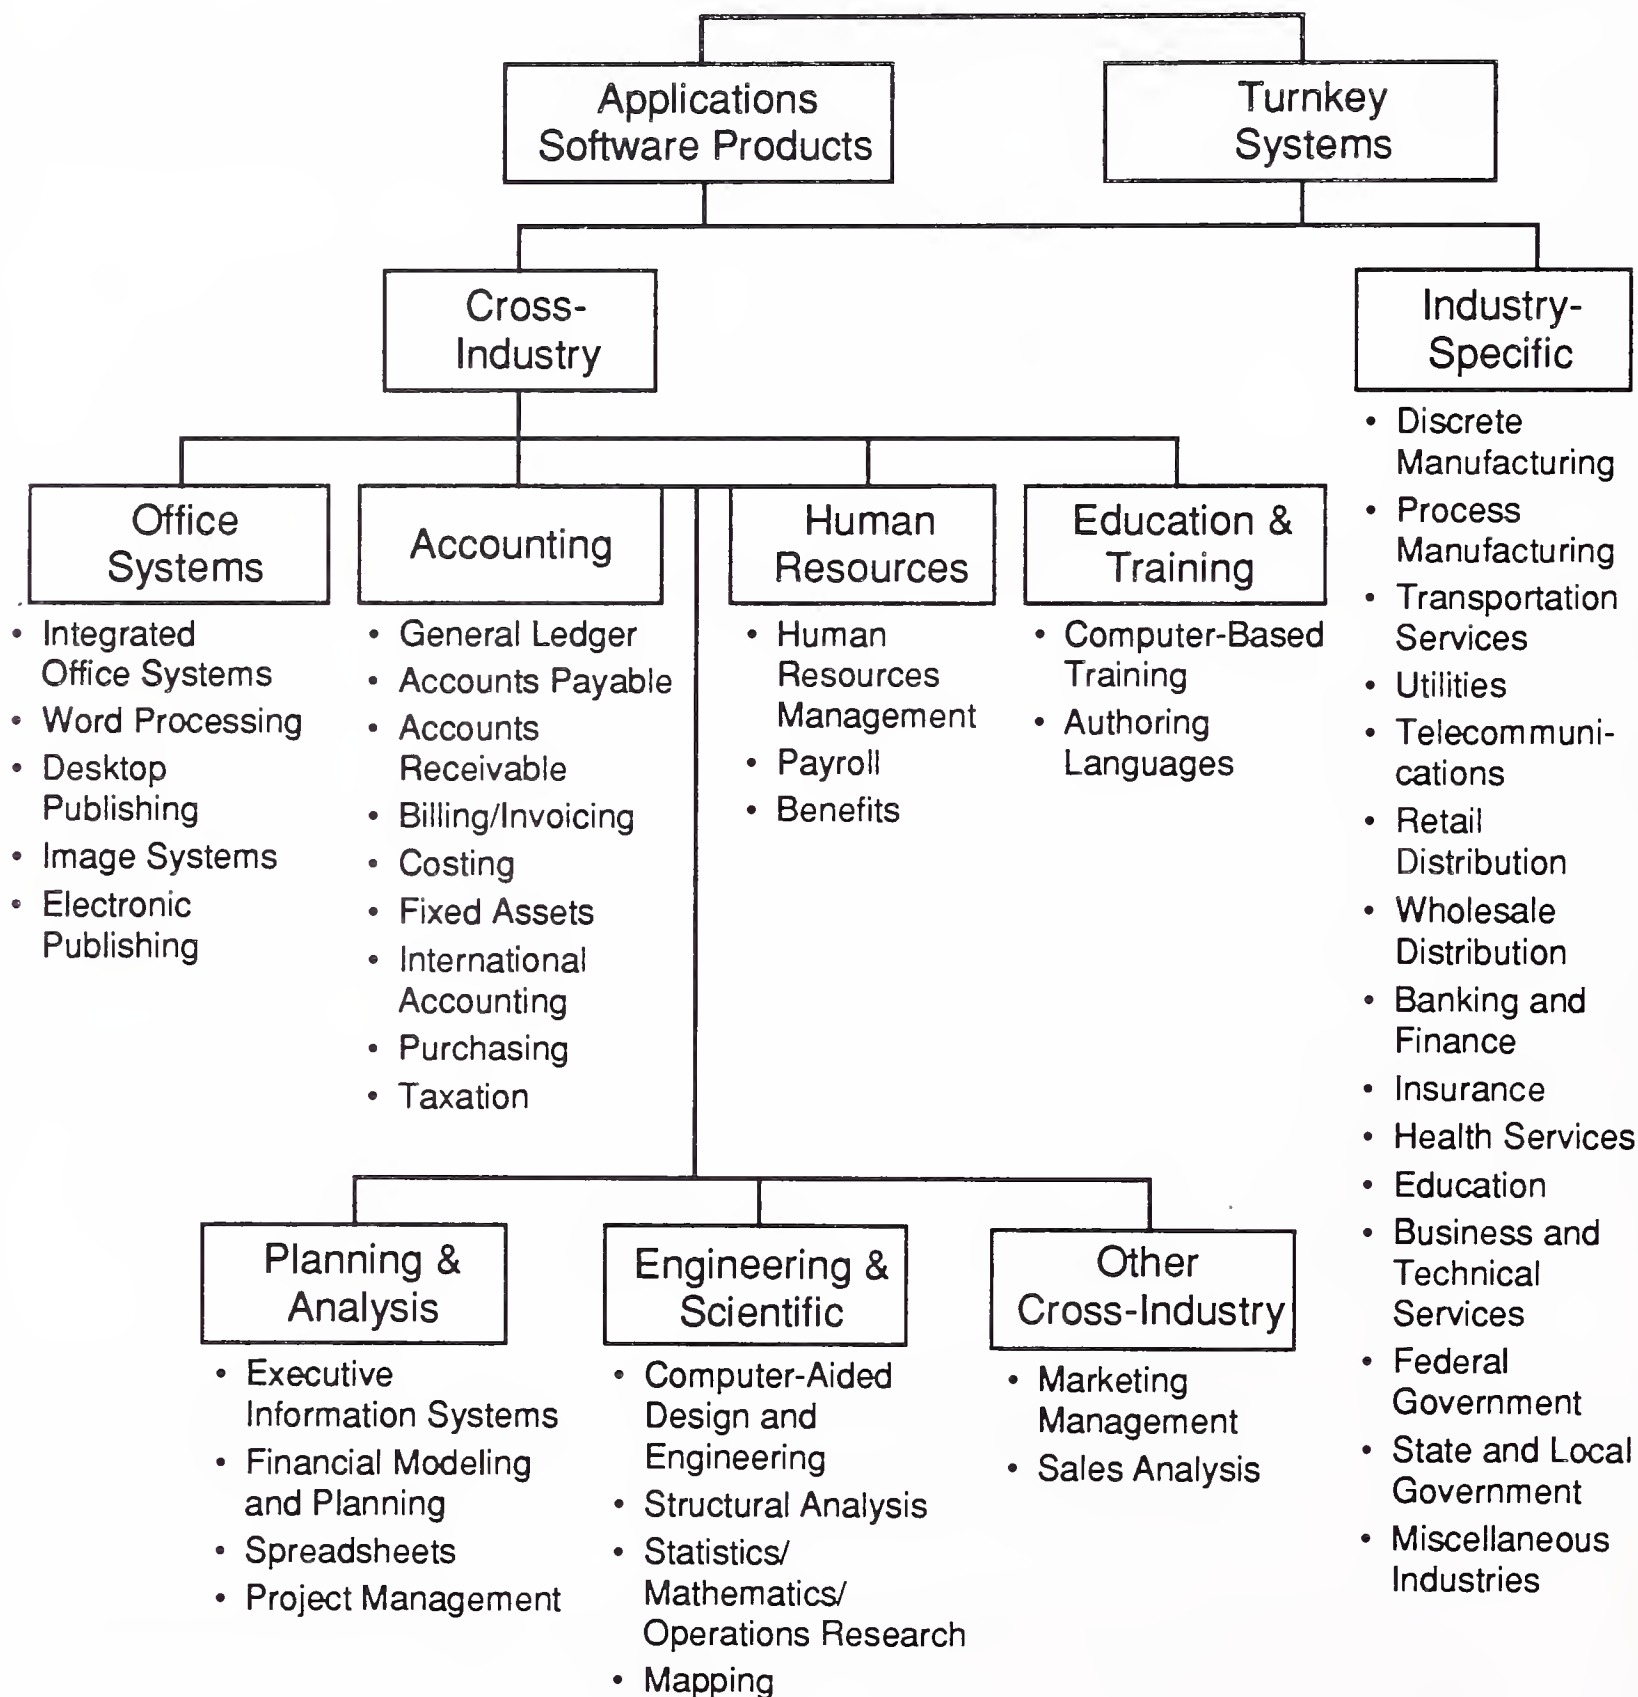 Applications
Software Products
Turnkey
Systems
Cross-
Industry
Industry-
Specific
• Discrete
Manufacturing
• Process
Manufacturing
• Transportation
Services
• Utilities
• Telecommuni-
cations
• Retail
Distribution
• Wholesale
Distribution
• Banking and
Finance
• Insurance
• Health Services
• Education
• Business and
Technical
Services
• Federal
Government
• State and Local
Government
• Miscellaneous
Industries
Office
Systems
• Integrated
Office Systems
• Word Processing
• Desktop
Publishing
• Image Systems
• Electronic
Publishing
Accounting
• General Ledger
• Accounts Payable
• Accounts
Receivable
• Billing/Invoicing
• Costing
• Fixed Assets
• International
Accounting
• Purchasing
• Taxation
Human
Resources
• Human
Resources
Management
• Payroll
• Benefits
Education &
Training
• Computer-Based
Training
• Authoring
Languages
Planning &
Analysis
• Executive
Information Systems
• Financial Modeling
and Planning
• Spreadsheets
• Project Management
Engineering &
Scientific
• Computer-Aided
Design and
Engineering
• Structural Analysis
• Statistics/
Mathematics/
Operations Research
• Mapping
Other
Cross-Industry
• Marketing
Management
• Sales Analysis